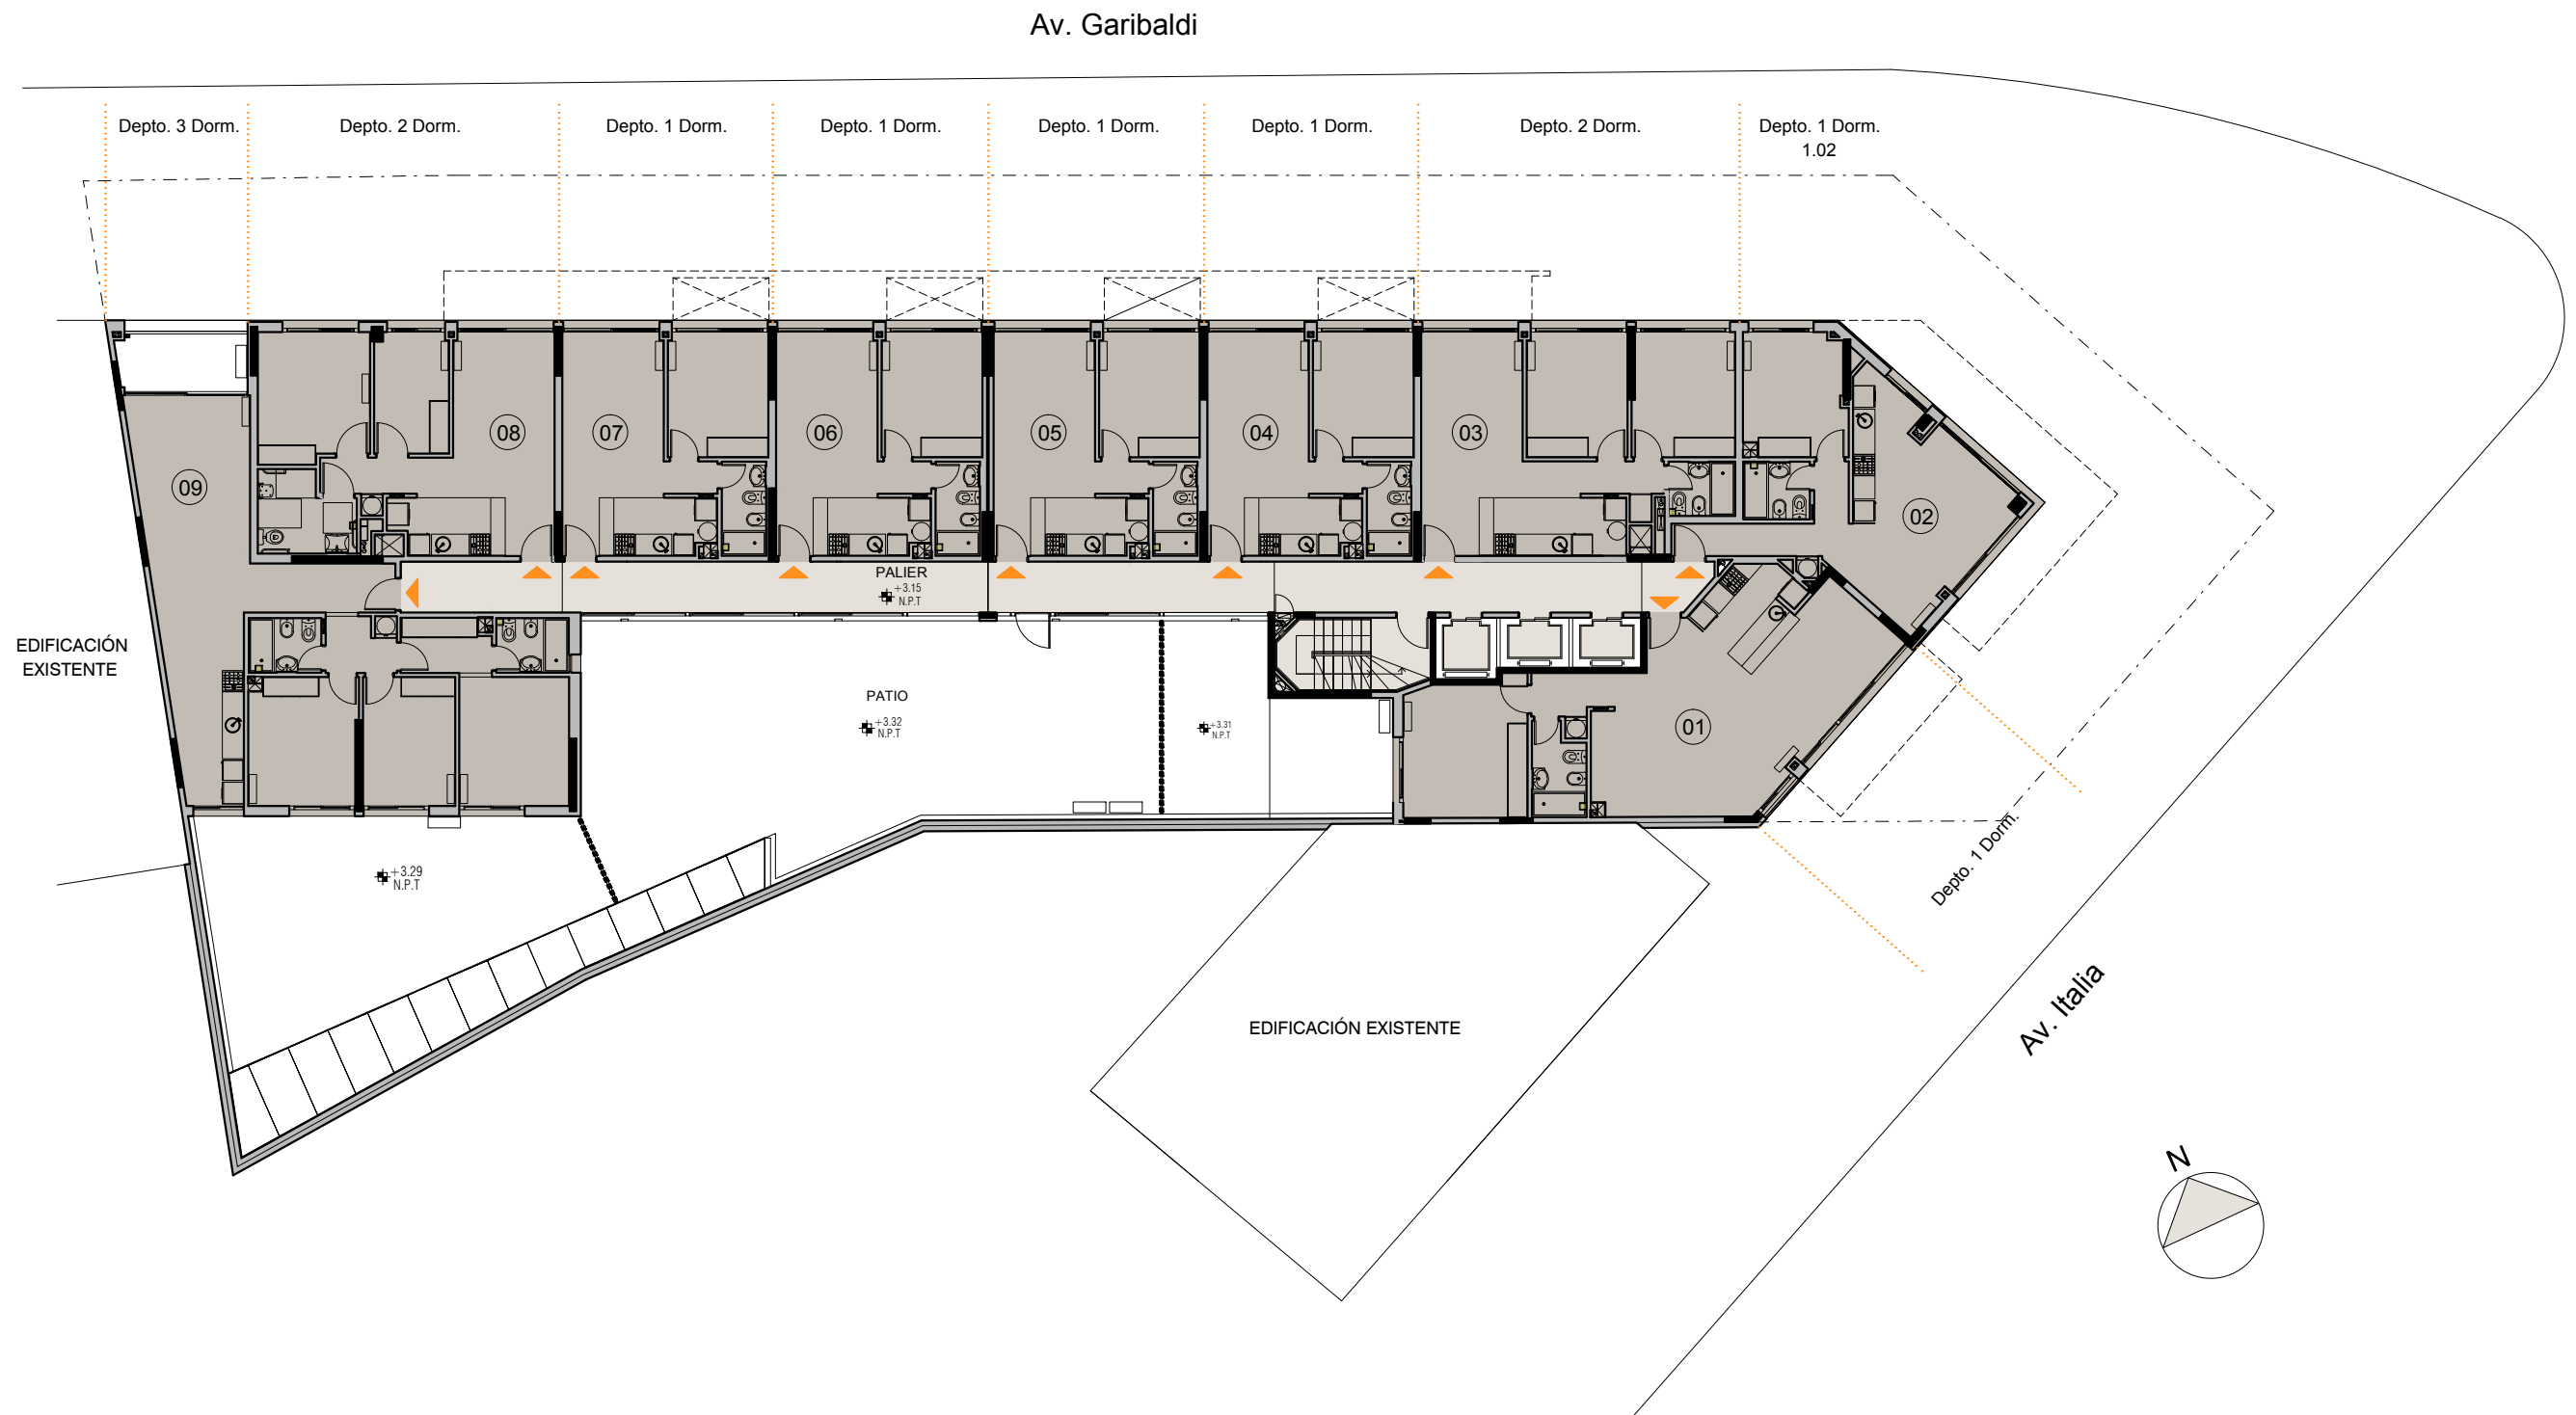 Av. Garibaldi
Depto. 3 Dorm.
Depto. 2 Dorm.
Depto. 1 Dorm.
Depto. 1 Dorm.
Depto. 1 Dorm.
Depto. 1 Dorm.
Depto. 2 Dorm.
Depto. 1 Dorm.
1.02
08
07
06
05
04
03
09
02
PALIER
+3.15
N.P.T
EDIFICACIÓN
EXISTENTE
PATIO
+3.32
N.P.T
+3.31
N.P.T
01
+3.29
N.P.T
Depto. 1 Dorm.
Av. Italia
EDIFICACIÓN EXISTENTE
N